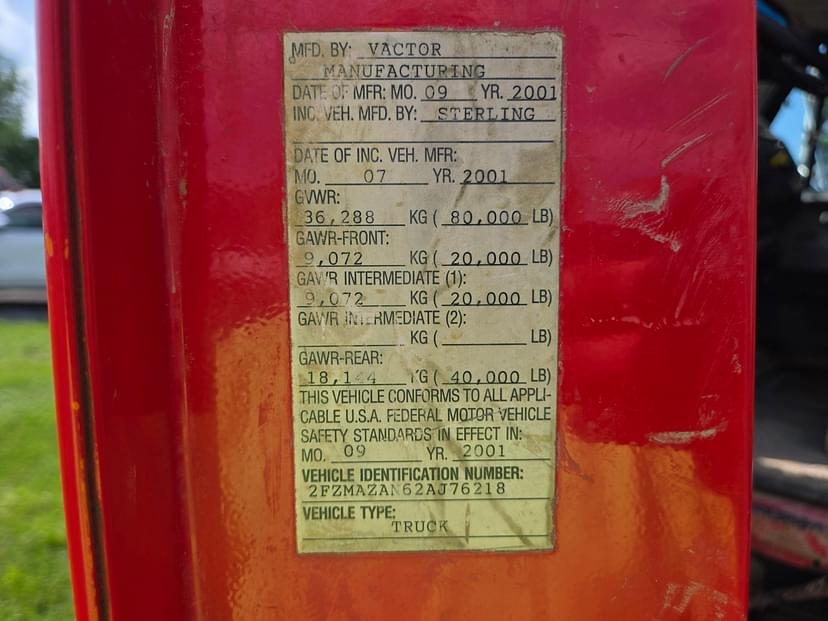 MFD. BY: VACTOR
MANUFACTURING
DATE OF MFR: MO. 09 YR. 2001
INC. VEH. MFD. BY: STERLING
DATE OF INC. VEH. MFR:
MO. 07 YR. 2001
GVWR:
36,288 KG ( 80,000 LB)
GAWR-FRONT:
9,072 KG ( 20,000 LB)
GAWR INTERMEDIATE (1):
9,072 KG ( 20,000 LB)
GAWR INTERMEDIATE (2):
KG ( LB)
GAWR-REAR:
18,144 KG ( 40,000 LB)
THIS VEHICLE CONFORMS TO ALL APPLI-
CABLE U.S.A. FEDERAL MOTOR VEHICLE
SAFETY STANDARDS IN EFFECT IN:
MO. 09 YR. 2001
VEHICLE IDENTIFICATION NUMBER:
2FZMAZAN62AJ76218
VEHICLE TYPE:
TRUCK